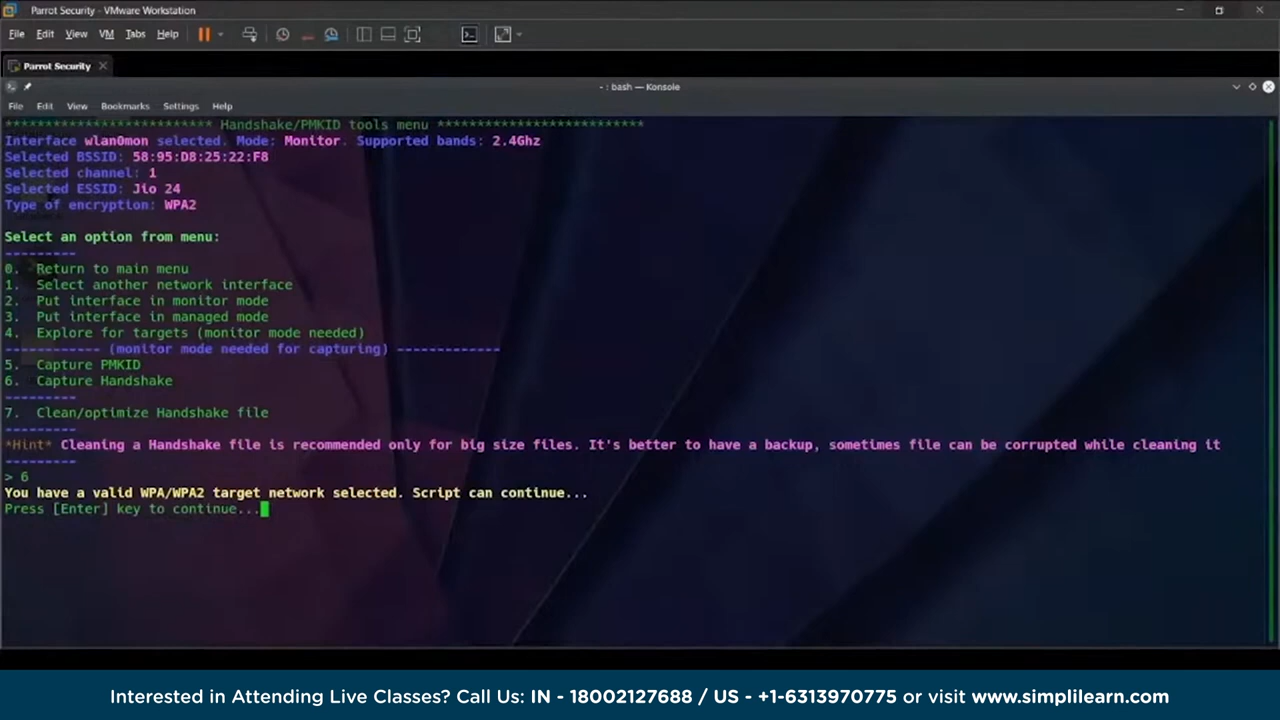 Parrot Security - VMware Workstation
File Edit View VM Tabs Help
Parrot Security
- : bash — Konsole
File Edit View Bookmarks Settings Help
************************** Handshake/PMKID tools menu **************************
Interface wlan0mon selected. Mode: Monitor. Supported bands: 2.4Ghz
Selected BSSID: 58:95:D8:25:22:F8
Selected channel: 1
Selected ESSID: Jio 24
Type of encryption: WPA2
Select an option from menu:
---------
0. Return to main menu
1. Select another network interface
2. Put interface in monitor mode
3. Put interface in managed mode
4. Explore for targets (monitor mode needed)
------------ (monitor mode needed for capturing) -------------
5. Capture PMKID
6. Capture Handshake
---------
7. Clean/optimize Handshake file
---------
*Hint* Cleaning a Handshake file is recommended only for big size files. It's better to have a backup, sometimes file can be corrupted while cleaning it
---------
> 6
You have a valid WPA/WPA2 target network selected. Script can continue...
Press [Enter] key to continue...
Interested in Attending Live Classes? Call Us: IN - 18002127688 / US - +1-6313970775 or visit www.simplilearn.com